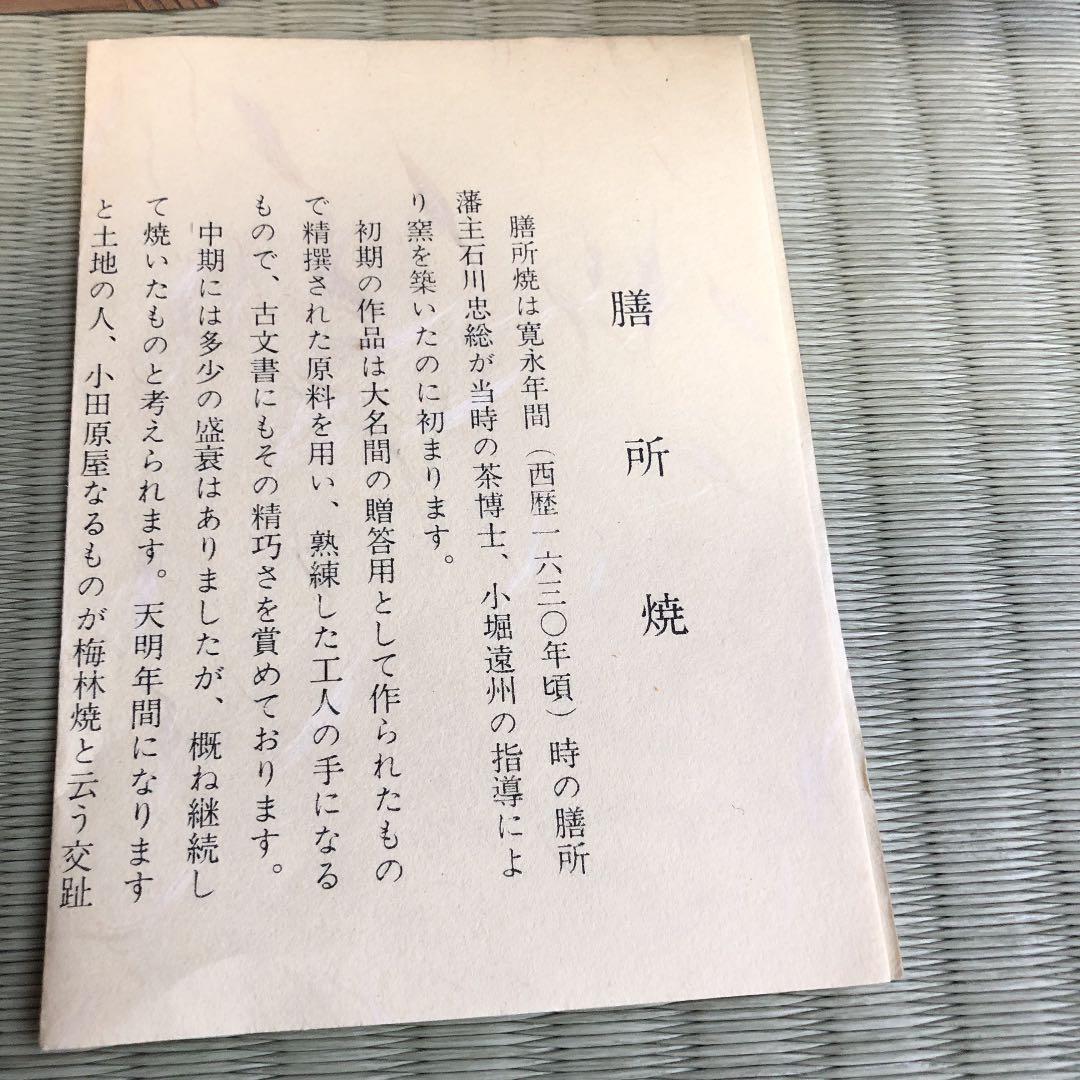 膳所焼
膳所焼は寛永年間（西歴一六三〇年頃）時の膳所
藩主石川忠総が当時の茶博士、小堀遠州の指導によ
り窯を築いたのに初まります。
初期の作品は大名間の贈答用として作られたもの
で精撰された原料を用い、熟練した工人の手になる
もので、古文書にもその精巧さを賞めております。
中期には多少の盛衰はありましたが、概ね継続し
て焼いたものと考えられます。天明年間になります
と土地の人、小田原屋なるものが梅林焼と云う交趾